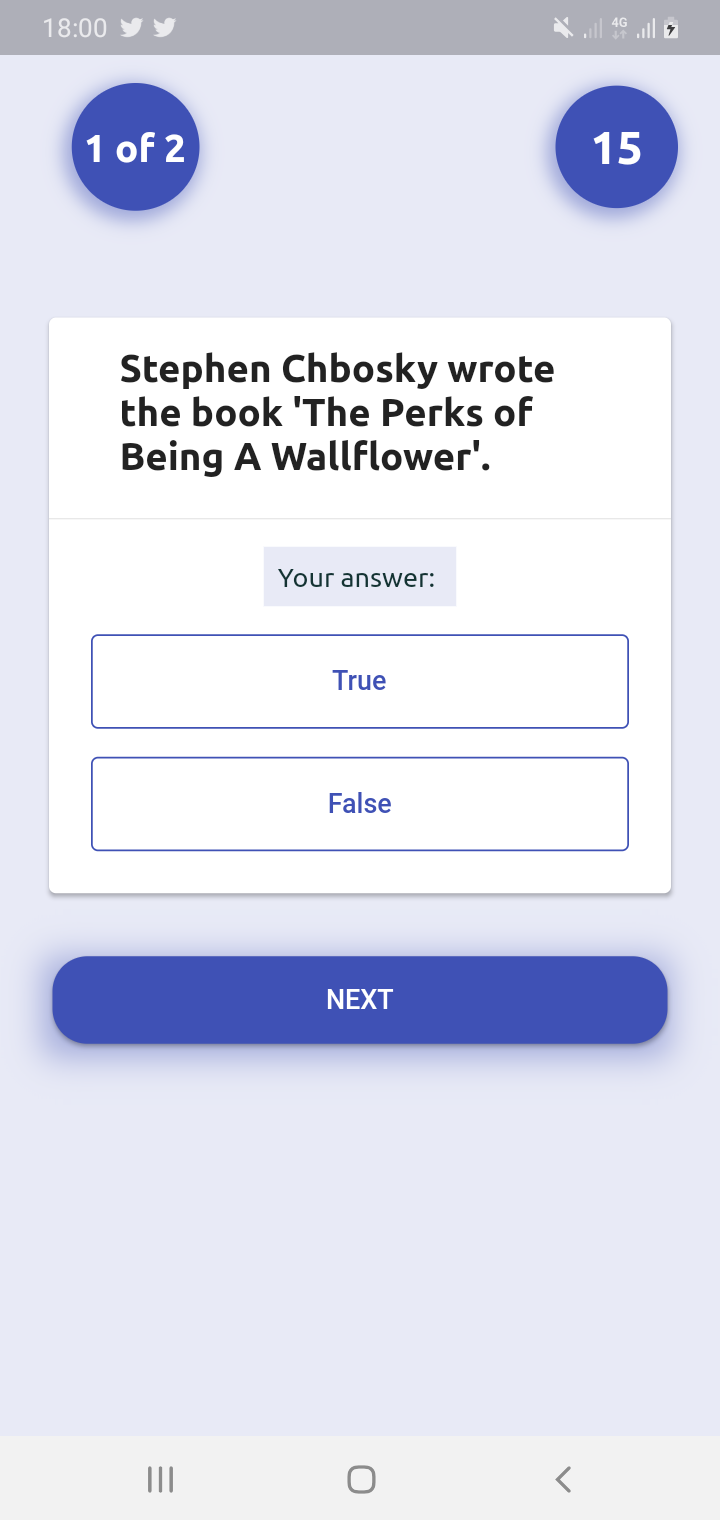 18:00
4G
1 of 2
15
Stephen Chbosky wrote
the book 'The Perks of
Being A Wallflower'.
Your answer:
True
False
NEXT